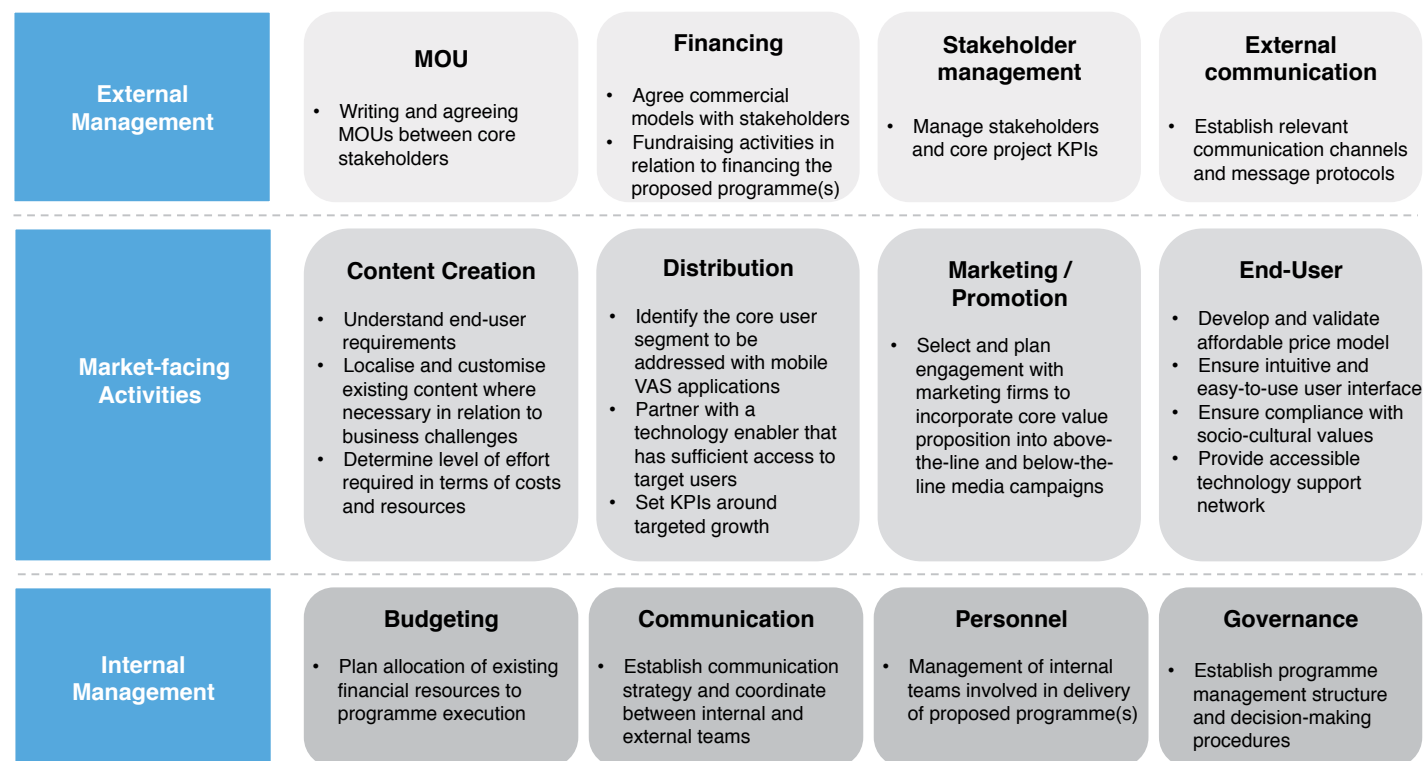 External
Management
MOU
• Writing and agreeing
MOUs between core
stakeholders
Financing
• Agree commercial
models with stakeholders
• Fundraising activities in
relation to financing the
proposed programme(s)
Stakeholder
management
• Manage stakeholders
and core project KPIs
External
communication
• Establish relevant
communication channels
and message protocols
Market-facing
Activities
Content Creation
• Understand end-user
requirements
• Localise and customise
existing content where
necessary in relation to
business challenges
• Determine level of effort
required in terms of costs
and resources
Distribution
• Identify the core user
segment to be
addressed with mobile
VAS applications
• Partner with a
technology enabler that
has sufficient access to
target users
• Set KPIs around
targeted growth
Marketing /
Promotion
• Select and plan
engagement with
marketing firms to
incorporate core value
proposition into above-
the-line and below-the-
line media campaigns
End-User
• Develop and validate
affordable price model
• Ensure intuitive and
easy-to-use user interface
• Ensure compliance with
socio-cultural values
• Provide accessible
technology support
network
Internal
Management
Budgeting
• Plan allocation of existing
financial resources to
programme execution
Communication
• Establish communication
strategy and coordinate
between internal and
external teams
Personnel
• Management of internal
teams involved in delivery
of proposed programme(s)
Governance
• Establish programme
management structure
and decision-making
procedures